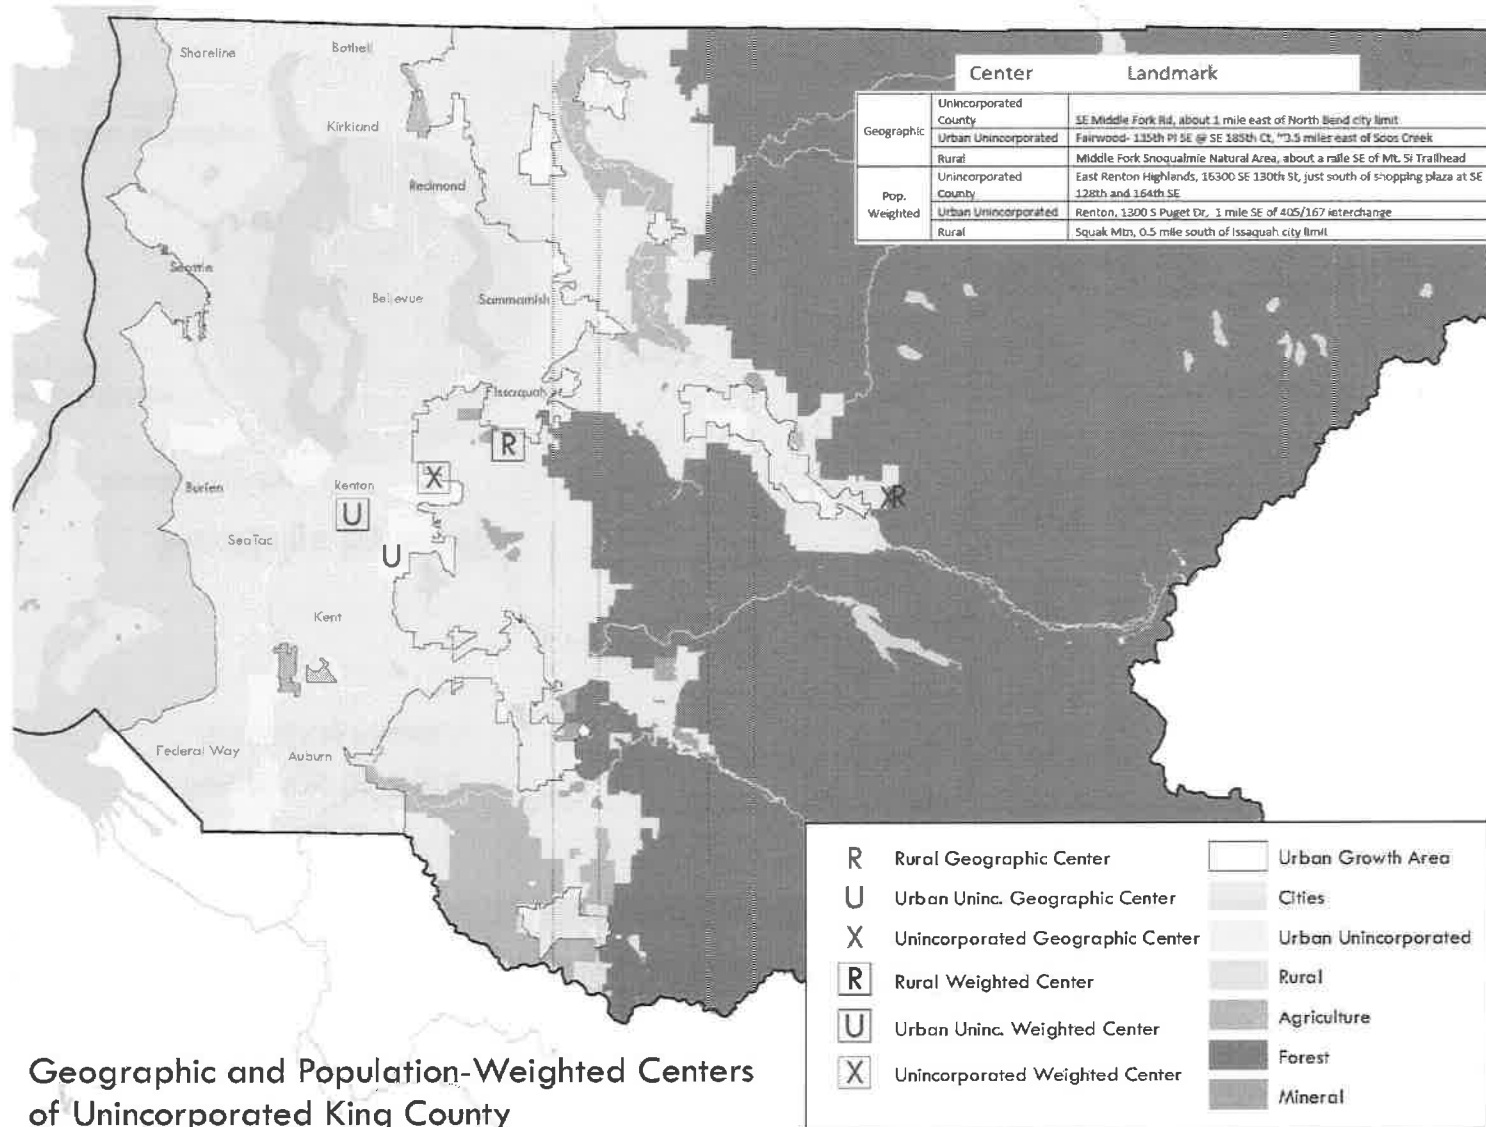 Shoreline
Bothell
Kirkland
Redmond
Seattle
Bellevue
Sammamish
Issaquah
R
X
Burien
Renton
U
SeaTac
U
XR
Kent
Federal Way
Auburn
Center Landmark
Geographic
Unincorporated County SE Middle Fork Rd, about 1 mile east of North Bend city limit
Urban Unincorporated Fairwood- 135th Pl SE @ SE 185th Ct, ~3.5 miles east of Soos Creek
Rural Middle Fork Snoqualmie Natural Area, about a mile SE of Mt. Si Trailhead
Pop. Weighted
Unincorporated County East Renton Highlands, 16300 SE 130th St, just south of shopping plaza at SE
128th and 164th SE
Urban Unincorporated Renton, 1300 S Puget Dr, 1 mile SE of 405/167 interchange
Rural Squak Mtn, 0.5 mile south of Issaquah city limit
R Rural Geographic Center
U Urban Uninc. Geographic Center
X Unincorporated Geographic Center
R Rural Weighted Center
U Urban Uninc. Weighted Center
X Unincorporated Weighted Center
Urban Growth Area
Cities
Urban Unincorporated
Rural
Agriculture
Forest
Mineral
Geographic and Population-Weighted Centers
of Unincorporated King County